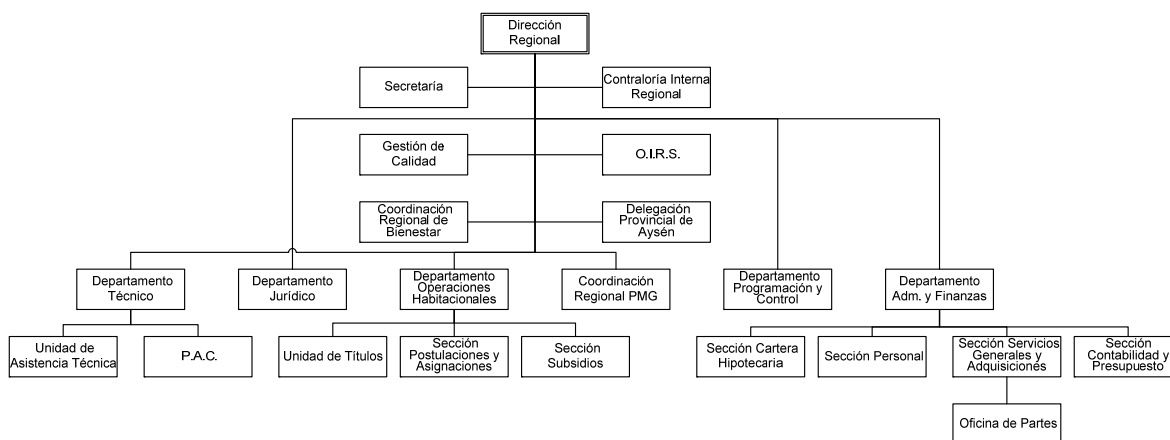 Dirección
Regional
Secretaría
Contraloría Interna
Regional
Gestión de
Calidad
O.I.R.S.
Coordinación
Regional de
Bienestar
Delegación
Provincial de
Aysén
Departamento
Técnico
Departamento
Jurídico
Departamento
Operaciones
Habitacionales
Coordinación
Regional PMG
Departamento
Programación y
Control
Departamento
Adm. y Finanzas
Unidad de
Asistencia Técnica
P.A.C.
Unidad de Títulos
Sección
Postulaciones y
Asignaciones
Sección
Subsidios
Sección Cartera
Hipotecaria
Sección Personal
Sección Servicios
Generales y
Adquisiciones
Sección
Contabilidad y
Presupuesto
Oficina de Partes